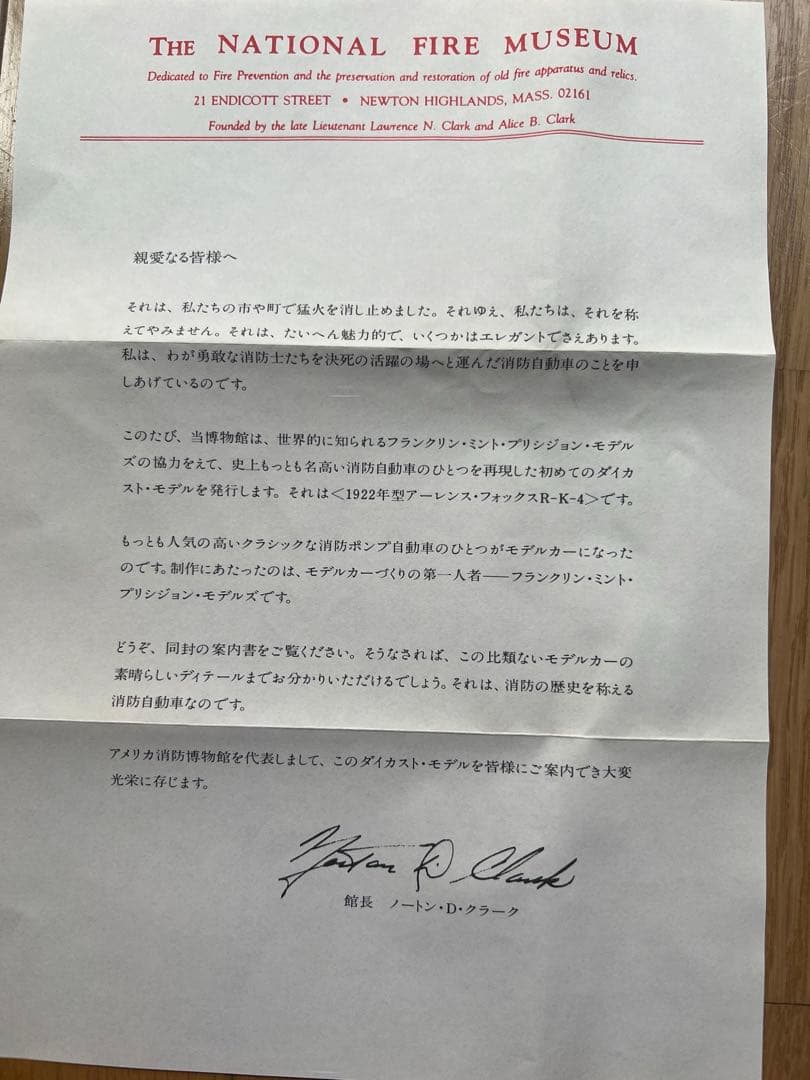 THE NATIONAL FIRE MUSEUM
Dedicated to Fire Prevention and the preservation and restoration of old fire apparatus and relics.
21 ENDICOTT STREET • NEWTON HIGHLANDS, MASS. 02161
Founded by the late Lieutenant Lawrence N. Clark and Alice B. Clark
親愛なる皆様へ
それは、私たちの市や町で猛火を消し止めました。それゆえ、私たちは、それを称
えてやみません。それは、たいへん魅力的で、いくつかはエレガントでさえあります。
私は、わが勇敢な消防士たちを決死の活躍の場へと運んだ消防自動車のことを申
しあげているのです。
このたび、当博物館は、世界的に知られるフランクリン・ミント・プリシジョン・モデル
ズの協力をえて、史上もっとも名高い消防自動車のひとつを再現した初めてのダイカ
スト・モデルを発行します。それは＜1922年型アーレンス・フォックスR-K-4＞です。
もっとも人気の高いクラシックな消防ポンプ自動車のひとつがモデルカーになった
のです。制作にあたったのは、モデルカーづくりの第一人者――フランクリン・ミント・
プリシジョン・モデルズです。
どうぞ、同封の案内書をご覧ください。そうなされば、この比類ないモデルカーの
素晴らしいディテールまでお分かりいただけるでしょう。それは、消防の歴史を称える
消防自動車なのです。
アメリカ消防博物館を代表しまして、このダイカスト・モデルを皆様にご案内でき大変
光栄に存じます。
Norton D. Clark
館長　ノートン・D・クラーク